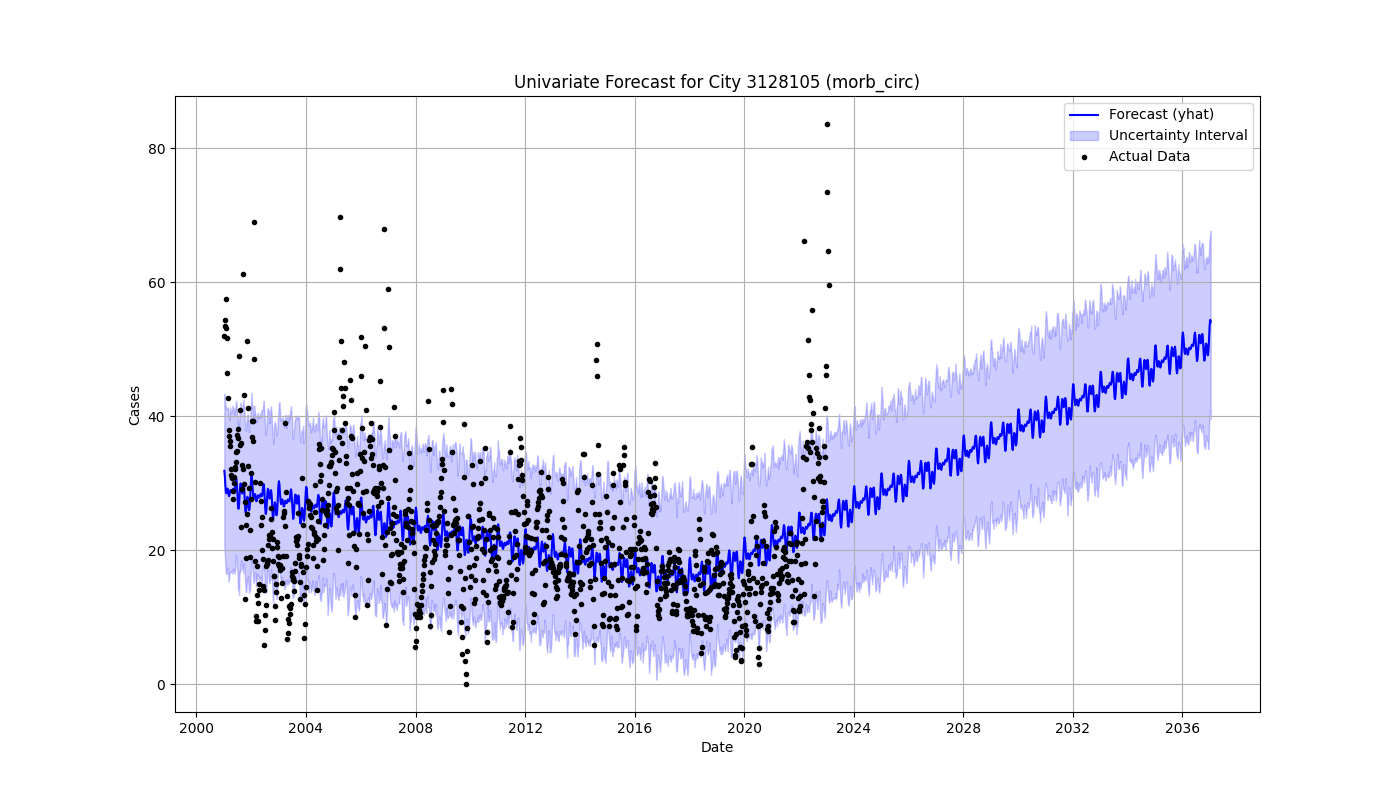 Univariate Forecast for City 3128105 (morb_circ)
Forecast (yhat)
Uncertainty Interval
Actual Data
Cases
80
60
40
20
0
2000 2004 2008 2012 2016 2020 2024 2028 2032 2036
Date